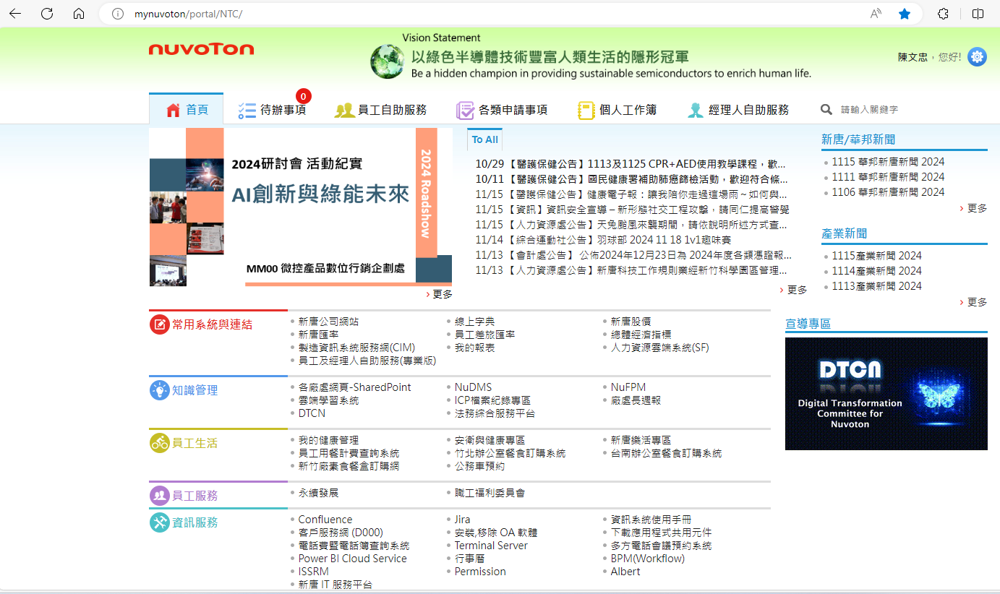 mynuvoton/portal/NTC/
nuvoTon
Vision Statement
以綠色半導體技術豐富人類生活的隱形冠軍
Be a hidden champion in providing sustainable semiconductors to enrich human life.
陳文忠，您好!
首頁
待辦事項
0
員工自助服務
各類申請事項
個人工作簿
經理人自助服務
請輸入關鍵字
2024研討會 活動紀實
AI創新與綠能未來
2024 Roadshow
MM00 微控產品數位行銷企劃處
更多
To All
10/29 【醫護保健公告】1113及1125 CPR+AED使用教學課程，歡...
10/11 【醫護保健公告】國民健康署補助肺癌篩檢活動，歡迎符合條...
11/15 【醫護保健公告】健康電子報：讓我陪你走過這場雨～如何與...
11/15 【資訊】資訊安全宣導－新形態社交工程攻擊，請同仁提高警覺
11/15 【人力資源處公告】天兔颱風來襲期間，請依說明所述方式查...
11/14 【綜合運動社公告】羽球部 2024 11 18 1v1趣味賽
11/13 【會計處公告】 公佈2024年12月23日為 2024年度各類憑證報...
11/13 【人力資源處公告】新唐科技工作規則業經新竹科學園區管理...
更多
新唐/華邦新聞
1115 華邦新唐新聞 2024
1111 華邦新唐新聞 2024
1106 華邦新唐新聞 2024
更多
產業新聞
1115產業新聞 2024
1114產業新聞 2024
1113產業新聞 2024
更多
宣導專區
DTCN
Digital Transformation
Committee for
Nuvoton
常用系統與連結
新唐公司網站
線上字典
新唐股價
新唐匯率
員工差旅匯率
總體經濟指標
製造資訊系統服務網(CIM)
我的報表
人力資源雲端系統(SF)
員工及經理人自助服務(專業版)
知識管理
各廠處網頁-SharePoint
NuDMS
NuFPM
雲端學習系統
ICP檔案紀錄專區
廠處長週報
DTCN
法務綜合服務平台
員工生活
我的健康管理
安衛與健康專區
新唐樂活專區
員工用餐計費查詢系統
竹北辦公室餐食訂購系統
台南辦公室餐食訂購系統
新竹廠素食餐盒訂購網
公務車預約
員工服務
永續發展
職工福利委員會
資訊服務
Confluence
Jira
資訊系統使用手冊
客戶服務網 (D000)
安裝,移除 OA 軟體
下載應用程式共用元件
電話費暨電話簿查詢系統
Terminal Server
多方電話會議預約系統
Power BI Cloud Service
行事曆
BPM(Workflow)
ISSRM
Permission
Albert
新唐 IT 服務平台